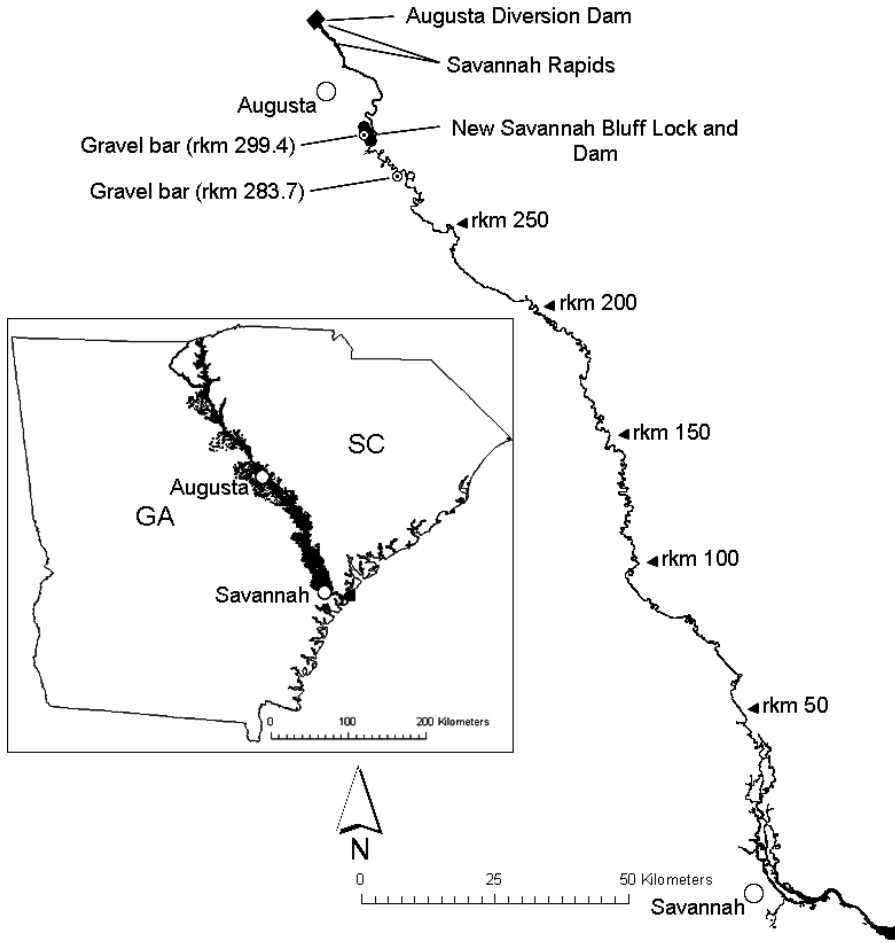 Augusta Diversion Dam
Savannah Rapids
Augusta
New Savannah Bluff Lock and
Dam
Gravel bar (rkm 299.4)
Gravel bar (rkm 283.7)
rkm 250
rkm 200
rkm 150
rkm 100
rkm 50
SC
Augusta
GA
Savannah
0 100 200 Kilometers
N
0 25 50 Kilometers
Savannah